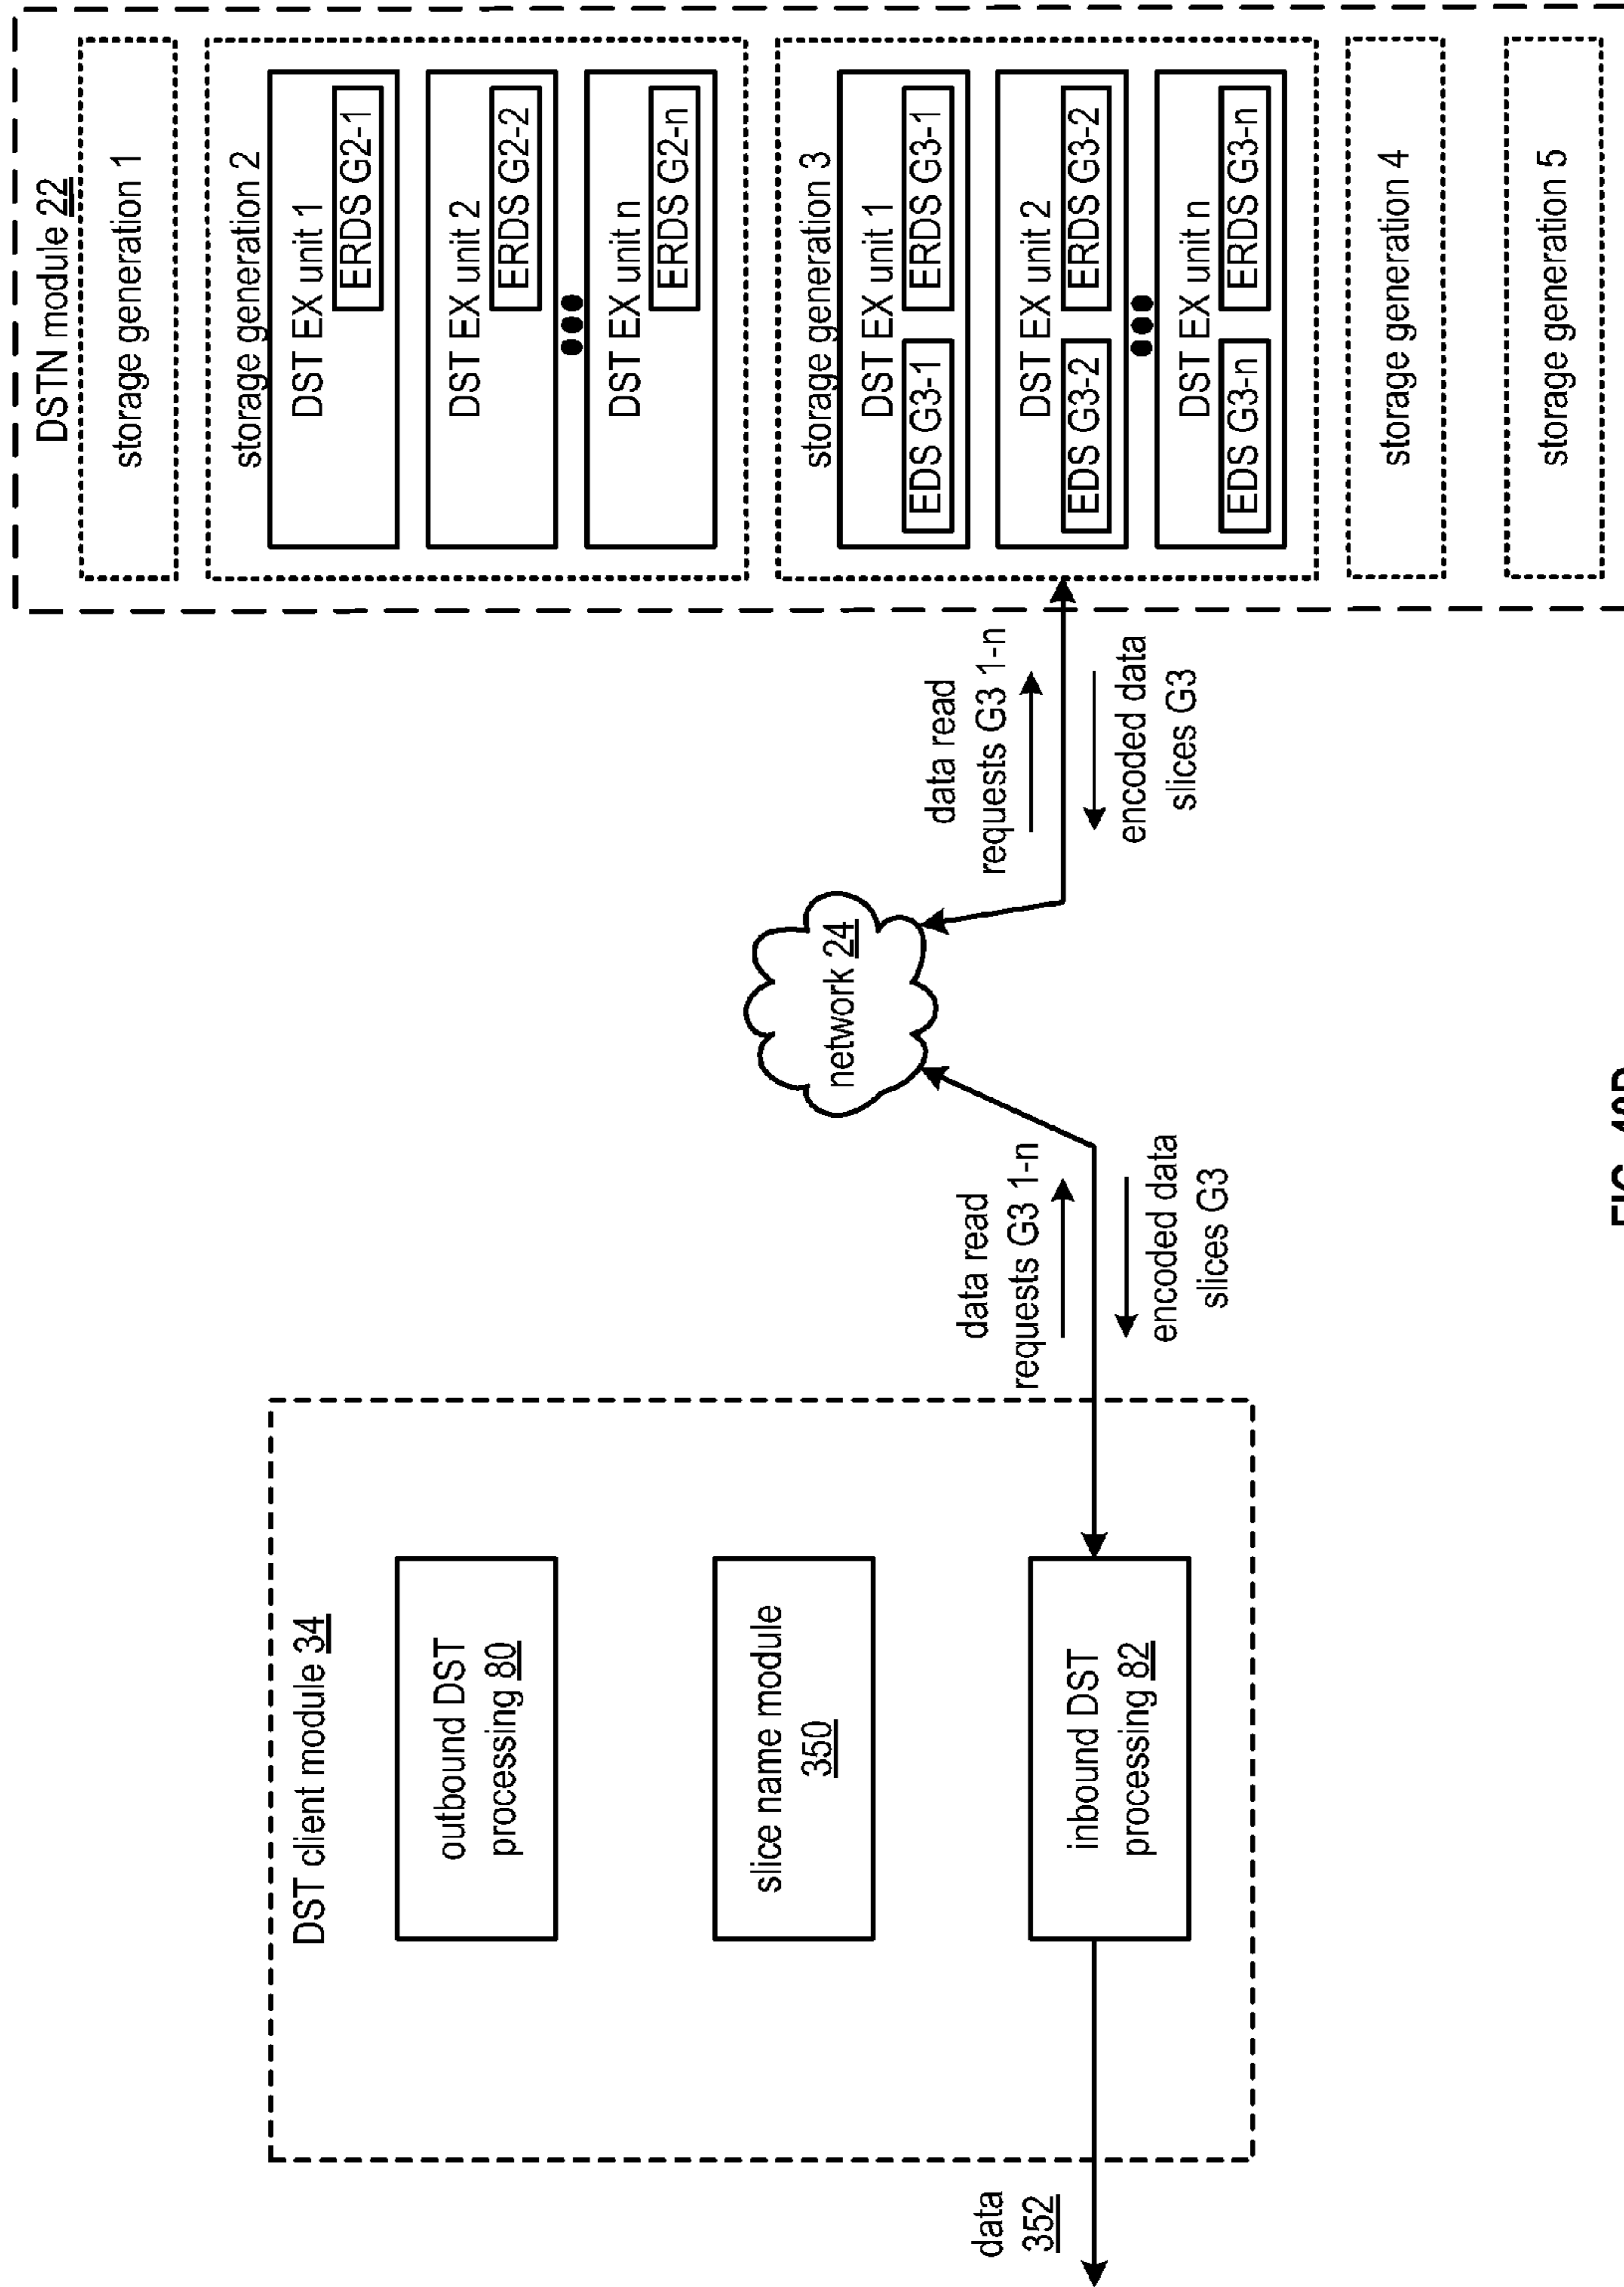 DST client module 34
outbound DST
processing 80
slice name module
350
inbound DST
processing 82
data
352
data read
requests G3 1-n
encoded data
slices G3
network 24
data read
requests G3 1-n
encoded data
slices G3
DSTN module 22
storage generation 1
storage generation 2
DST EX unit 1
ERDS G2-1
DST EX unit 2
ERDS G2-2
DST EX unit n
ERDS G2-n
storage generation 3
DST EX unit 1
EDS G3-1
ERDS G3-1
DST EX unit 2
EDS G3-2
ERDS G3-2
DST EX unit n
EDS G3-n
ERDS G3-n
storage generation 4
storage generation 5
FIG.